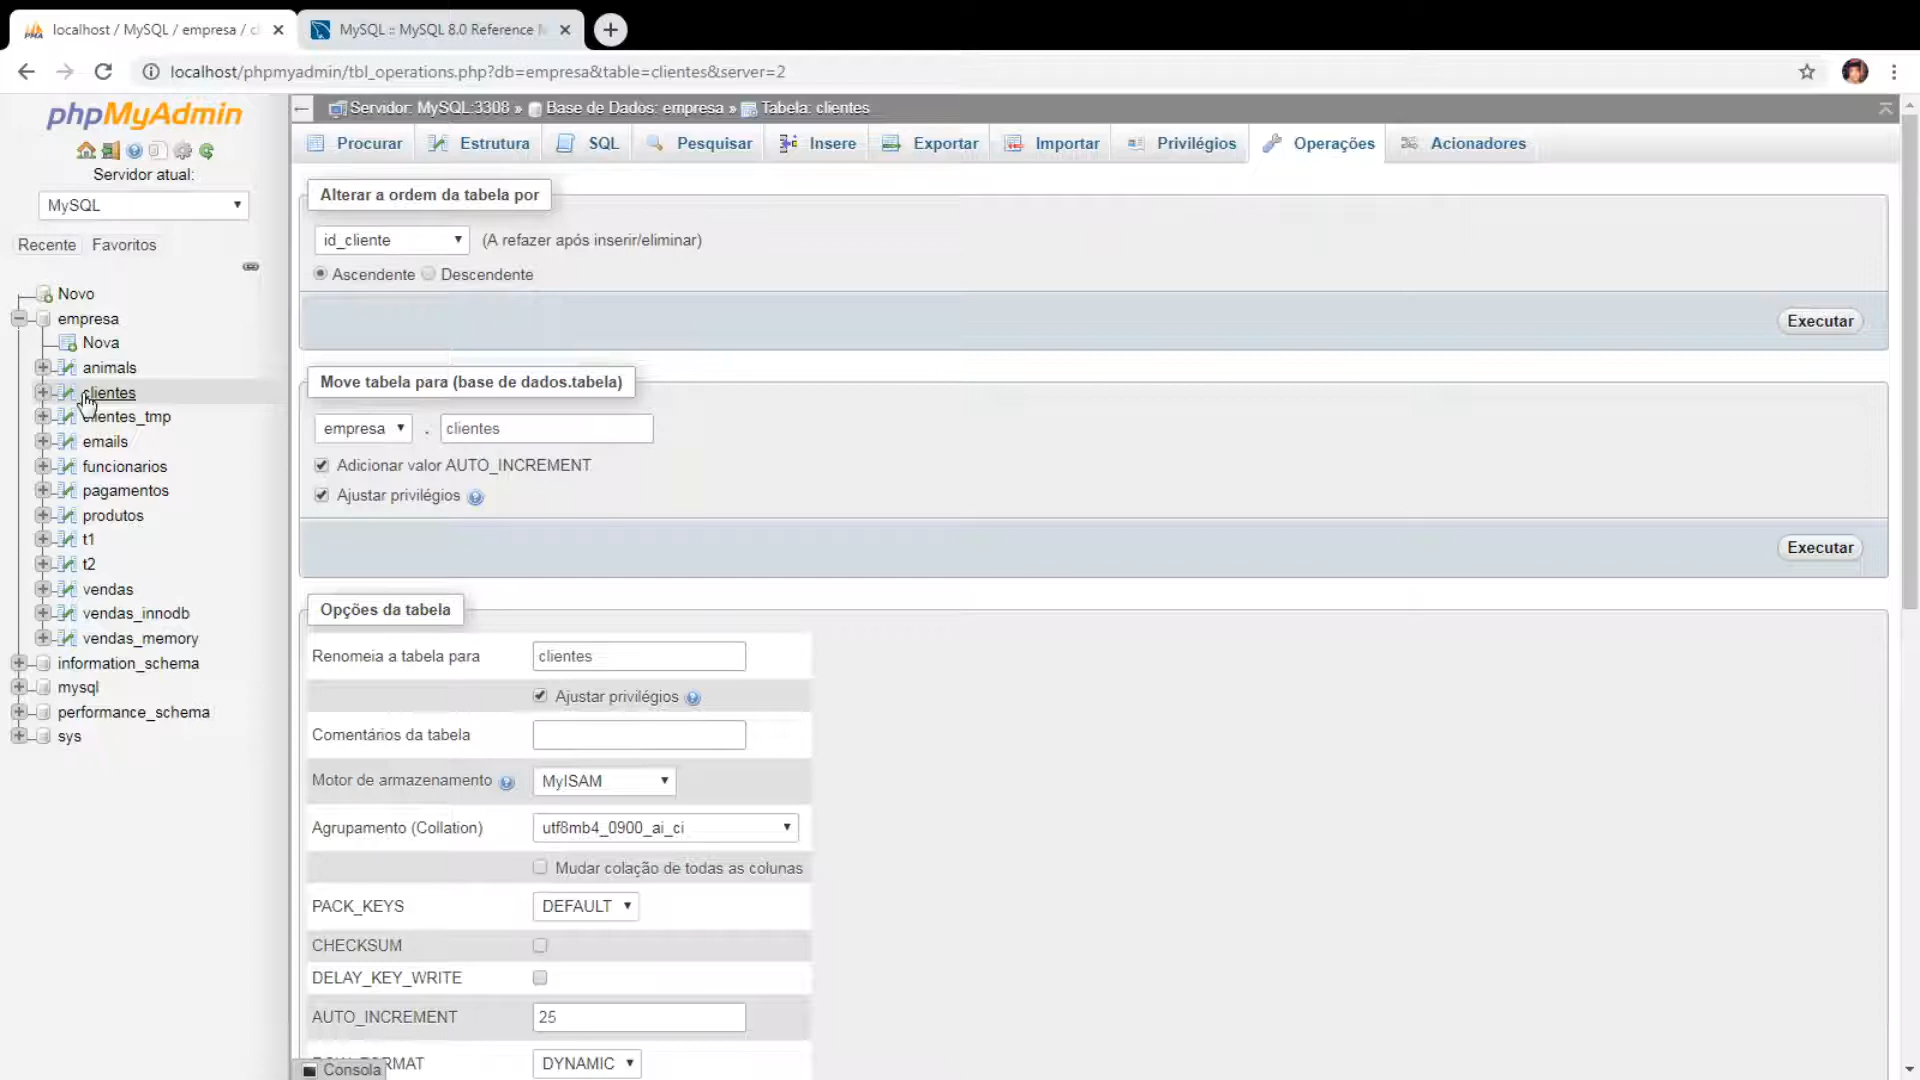 localhost / MySQL / empresa / cl
MySQL :: MySQL 8.0 Reference
localhost/phpmyadmin/tbl_operations.php?db=empresa&table=clientes&server=2
phpMyAdmin
Servidor atual:
MySQL
Recente Favoritos
Novo
empresa
Nova
animals
clientes
clientes_tmp
emails
funcionarios
pagamentos
produtos
t1
t2
vendas
vendas_innodb
vendas_memory
information_schema
mysql
performance_schema
sys
Servidor: MySQL:3308 » Base de Dados: empresa » Tabela: clientes
Procurar Estrutura SQL Pesquisar Insere Exportar Importar Privilégios Operações Acionadores
Alterar a ordem da tabela por
id_cliente (A refazer após inserir/eliminar)
Ascendente Descendente
Executar
Move tabela para (base de dados.tabela)
empresa . clientes
Adicionar valor AUTO_INCREMENT
Ajustar privilégios
Executar
Opções da tabela
Renomeia a tabela para clientes
Ajustar privilégios
Comentários da tabela
Motor de armazenamento MyISAM
Agrupamento (Collation) utf8mb4_0900_ai_ci
Mudar colação de todas as colunas
PACK_KEYS DEFAULT
CHECKSUM
DELAY_KEY_WRITE
AUTO_INCREMENT 25
DYNAMIC
Consola